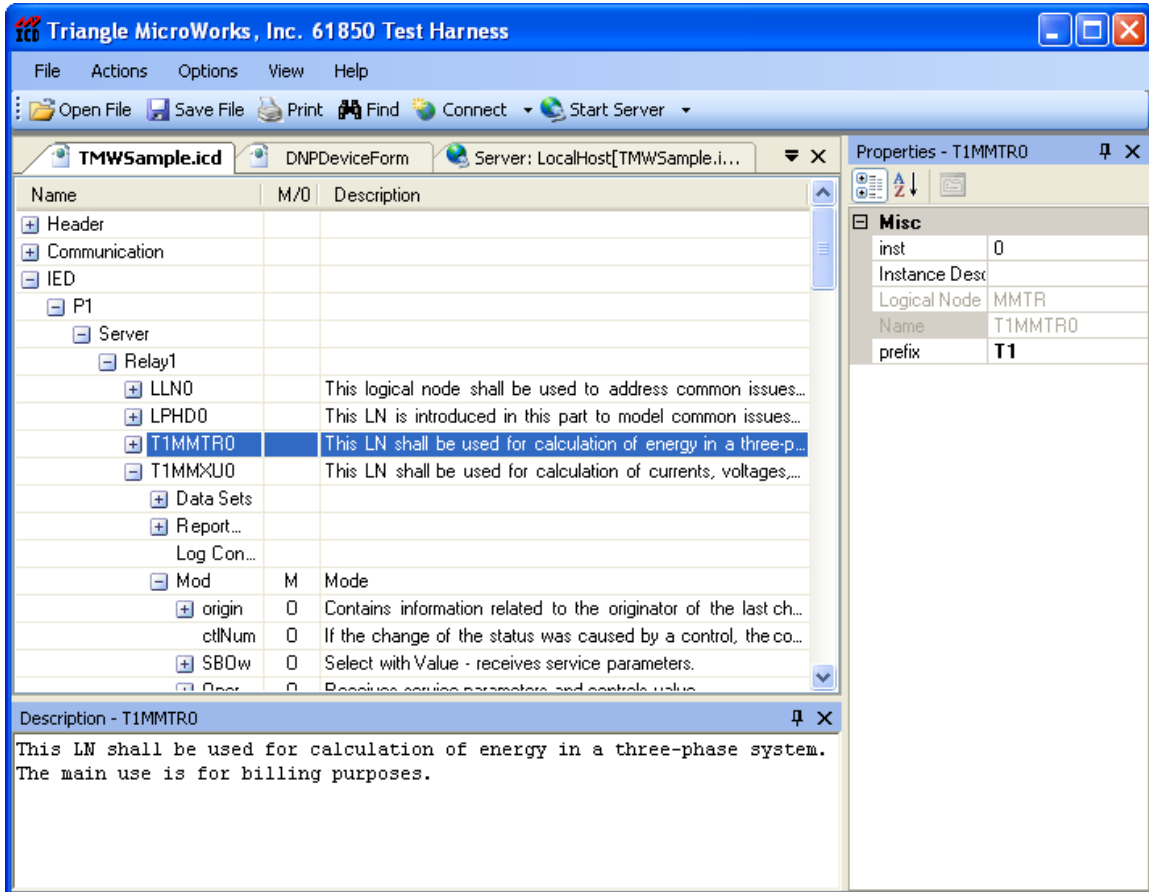 Triangle MicroWorks, Inc. 61850 Test Harness
File Actions Options View Help
Open File Save File Print Find Connect Start Server
TMWSample.icd DNPDeviceForm Server: LocalHost[TMWSample.i...
Name M/O Description
Header
Communication
IED
P1
Server
Relay1
LLN0 This logical node shall be used to address common issues...
LPHD0 This LN is introduced in this part to model common issues...
T1MMTR0 This LN shall be used for calculation of energy in a three-p...
T1MMXU0 This LN shall be used for calculation of currents, voltages,...
Data Sets
Report...
Log Con...
Mod M Mode
origin O Contains information related to the originator of the last ch...
ctlNum O If the change of the status was caused by a control, the co...
SBOw O Select with Value - receives service parameters.
Oper O Receives service parameters and controls value
Properties - T1MMTR0
Misc
inst 0
Instance Desc
Logical Node MMTR
Name T1MMTR0
prefix T1
Description - T1MMTR0
This LN shall be used for calculation of energy in a three-phase system.
The main use is for billing purposes.